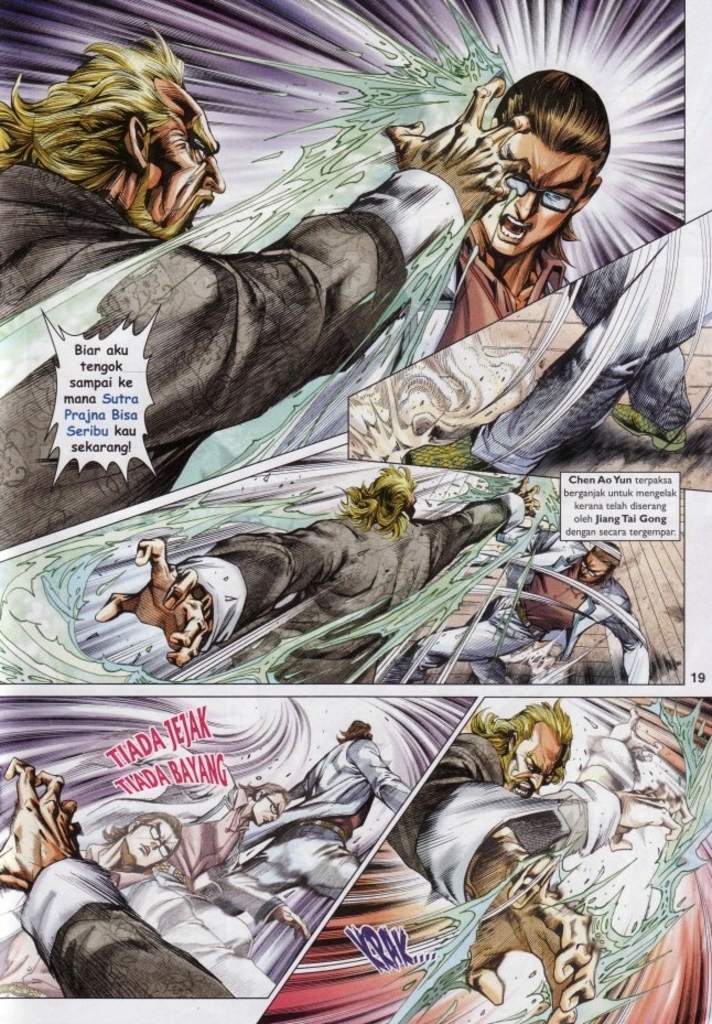 Biar aku
tengok
sampai ke
mana Sutra
Prajna Bisa
Seribu kau
sekarang!
Chen Ao Yun terpaksa
berganjak untuk mengelak
kerana telah diserang
oleh Jiang Tai Gong
dengan secara tergempar.
19
TIADA JEJAK
TIADA BAYANG
KRAK....